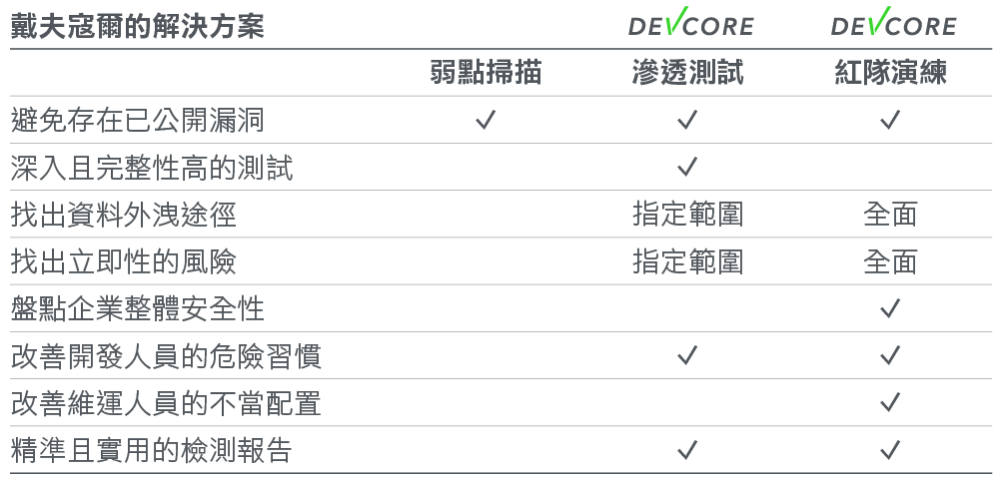 戴夫寇爾的解決方案 DEVCORE DEVCORE
弱點掃描 滲透測試 紅隊演練
避免存在已公開漏洞 ✓ ✓ ✓
深入且完整性高的測試 ✓
找出資料外洩途徑 指定範圍 全面
找出立即性的風險 指定範圍 全面
盤點企業整體安全性 ✓
改善開發人員的危險習慣 ✓ ✓
改善維運人員的不當配置 ✓
精準且實用的檢測報告 ✓ ✓